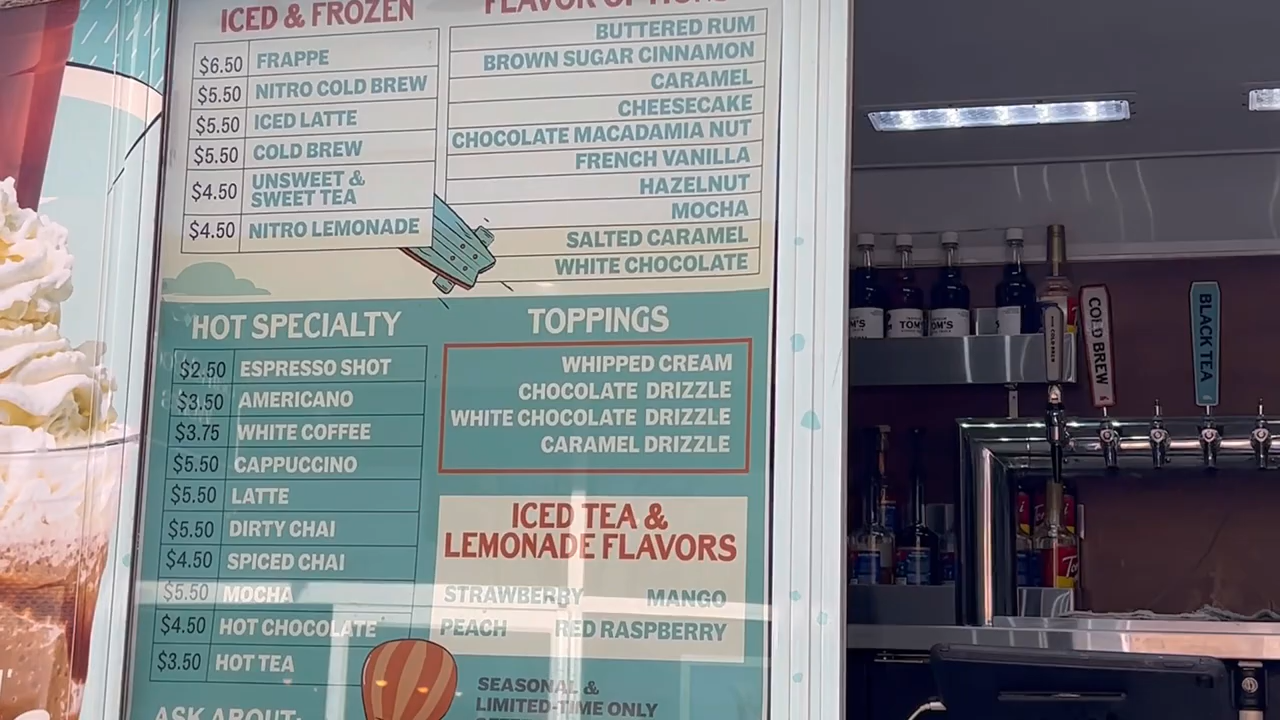 ICED & FROZEN
$6.50 FRAPPE
$5.50 NITRO COLD BREW
$5.50 ICED LATTE
$5.50 COLD BREW
$4.50 UNSWEET &
SWEET TEA
$4.50 NITRO LEMONADE
FLAVOR OPTIONS
BUTTERED RUM
BROWN SUGAR CINNAMON
CARAMEL
CHEESECAKE
CHOCOLATE MACADAMIA NUT
FRENCH VANILLA
HAZELNUT
MOCHA
SALTED CARAMEL
WHITE CHOCOLATE
HOT SPECIALTY
$2.50 ESPRESSO SHOT
$3.50 AMERICANO
$3.75 WHITE COFFEE
$5.50 CAPPUCCINO
$5.50 LATTE
$5.50 DIRTY CHAI
$4.50 SPICED CHAI
$5.50 MOCHA
$4.50 HOT CHOCOLATE
$3.50 HOT TEA
ASK ABOUT:
TOPPINGS
WHIPPED CREAM
CHOCOLATE DRIZZLE
WHITE CHOCOLATE DRIZZLE
CARAMEL DRIZZLE
ICED TEA &
LEMONADE FLAVORS
STRAWBERRY MANGO
PEACH RED RASPBERRY
SEASONAL &
LIMITED-TIME ONLY
TOM'S
TOM'S
COLD BREW
COLD BREW
BLACK TEA